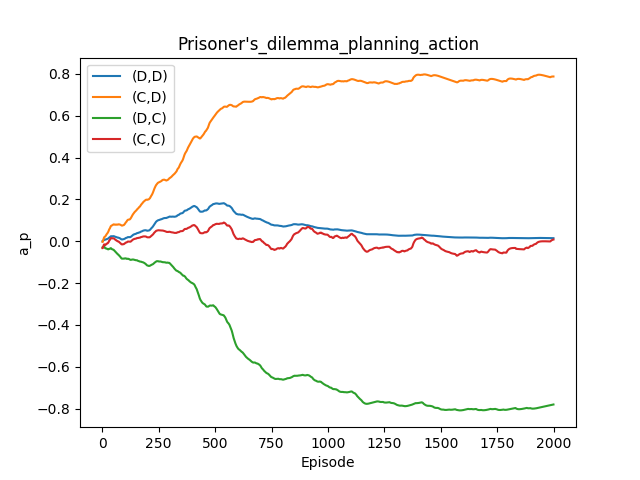 Prisoner's_dilemma_planning_action
(D,D)
(C,D)
(D,C)
(C,C)
0.8
0.6
0.4
0.2
0.0
−0.2
−0.4
−0.6
−0.8
a_p
0 250 500 750 1000 1250 1500 1750 2000
Episode